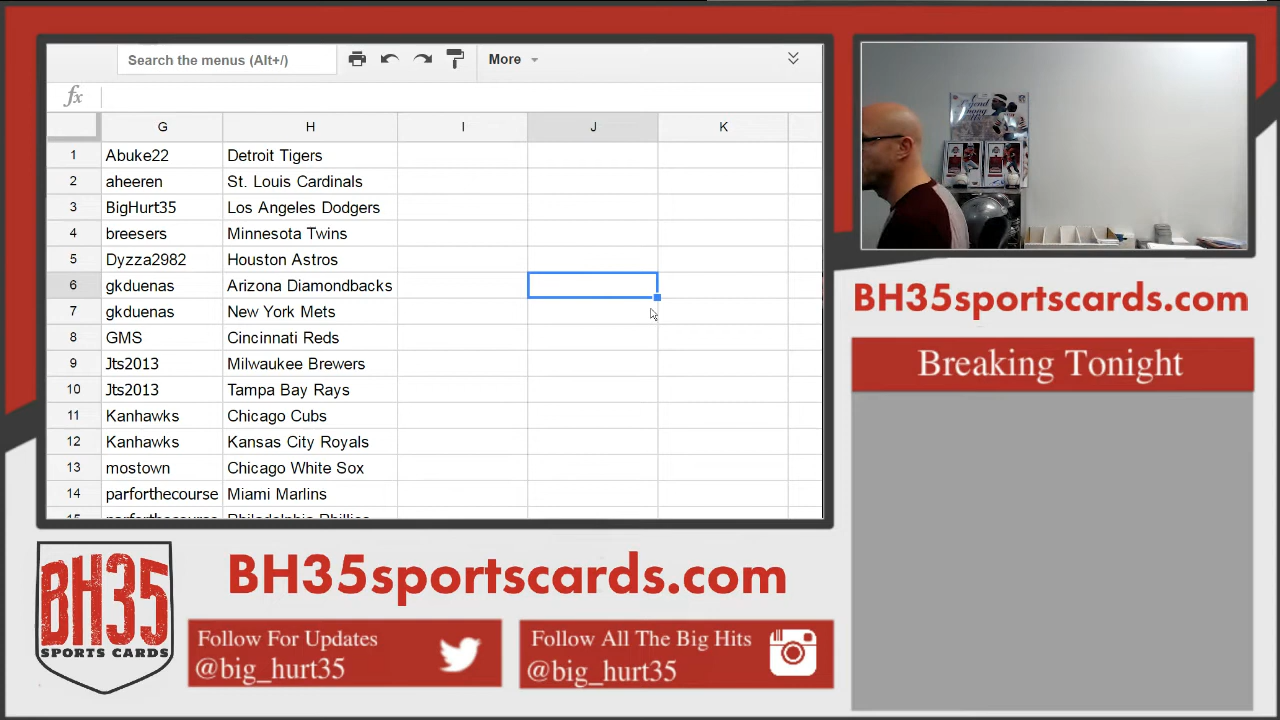 Search the menus (Alt+/) More
fx
G H I J K
1 Abuke22 Detroit Tigers
2 aheeren St. Louis Cardinals
3 BigHurt35 Los Angeles Dodgers
4 breesers Minnesota Twins
5 Dyzza2982 Houston Astros
6 gkduenas Arizona Diamondbacks
7 gkduenas New York Mets
8 GMS Cincinnati Reds
9 Jts2013 Milwaukee Brewers
10 Jts2013 Tampa Bay Rays
11 Kanhawks Chicago Cubs
12 Kanhawks Kansas City Royals
13 mostown Chicago White Sox
14 parforthecourse Miami Marlins
15 parforthecourse Philadelphia Phillies
BH35sportscards.com
Breaking Tonight
BH35
SPORTS CARDS
BH35sportscards.com
Follow For Updates
@big_hurt35
Follow All The Big Hits
@big_hurt35